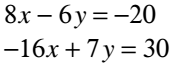 8x − 6y = −20
−16x + 7y = 30